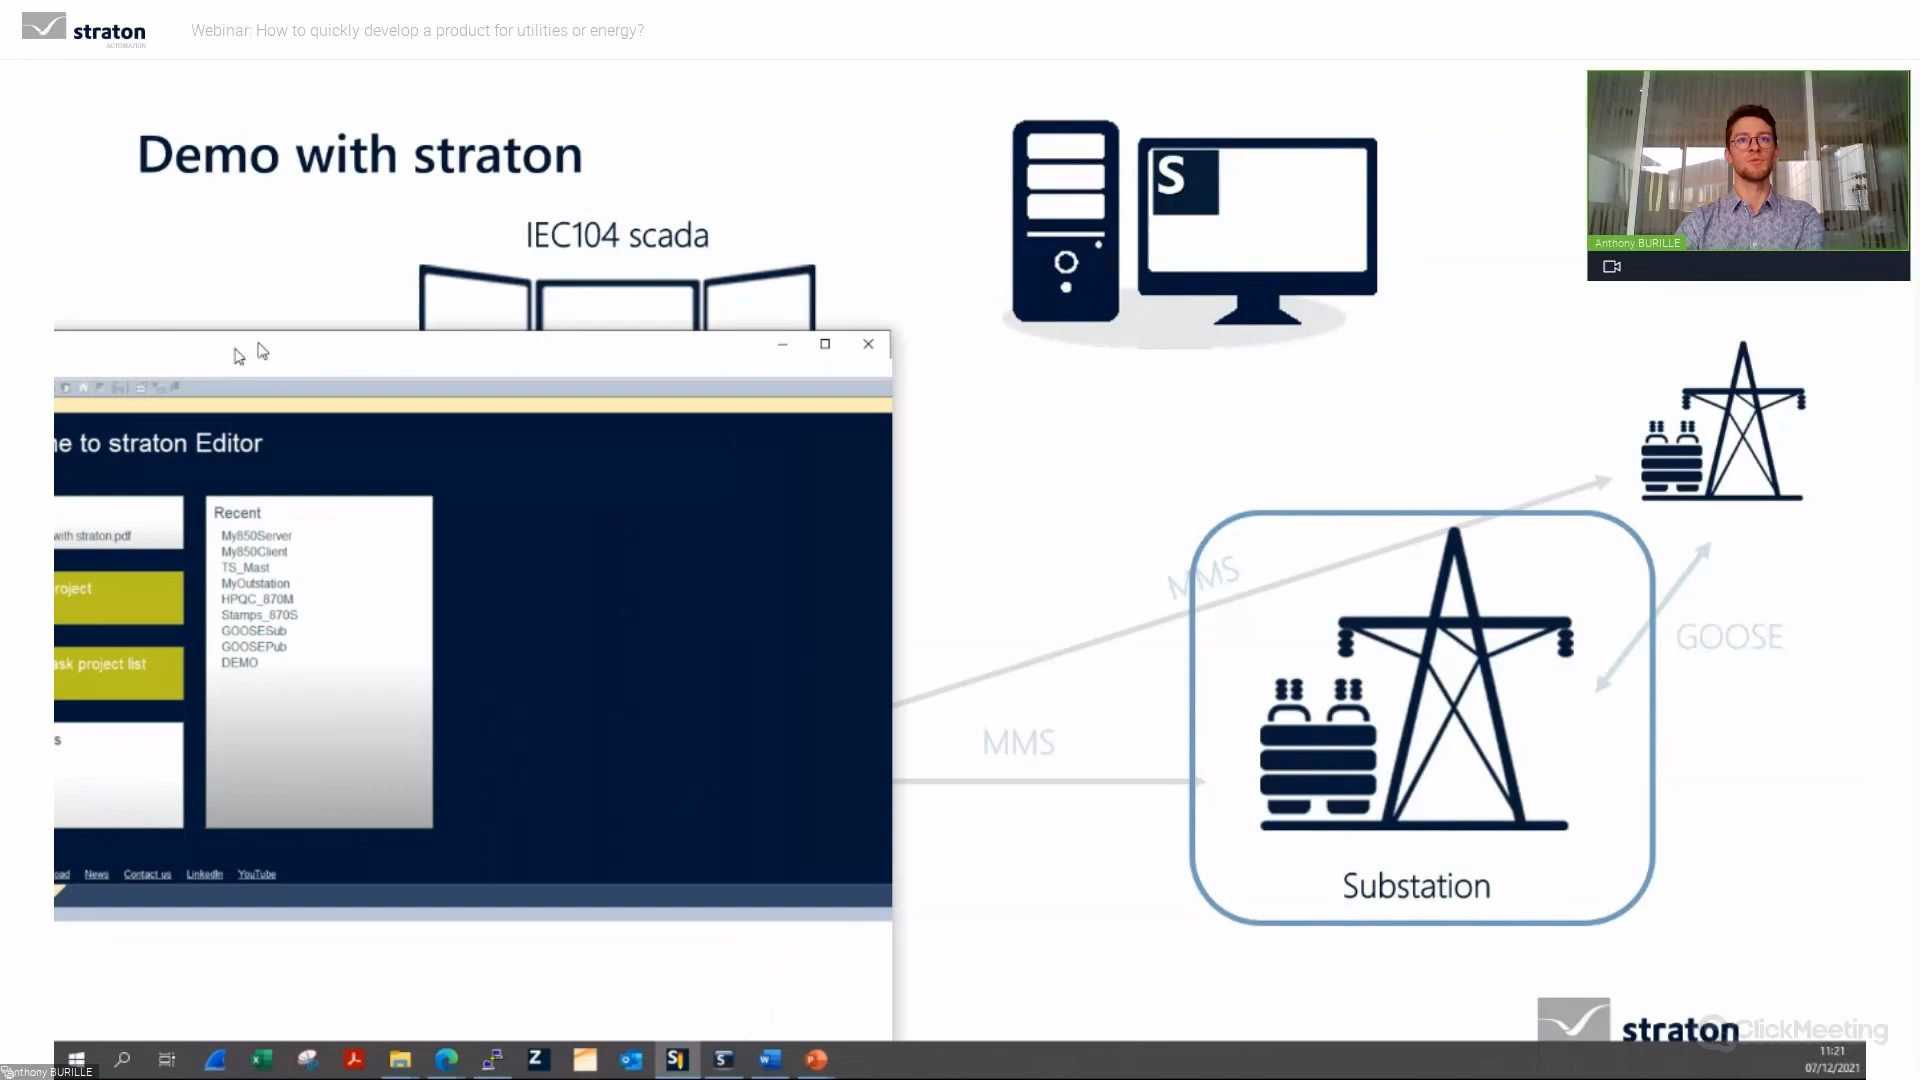 straton
AUTOMATION
Webinar: How to quickly develop a product for utilities or energy?
Demo with straton
IEC104 scada
S
Anthony BURILLE
to straton Editor
Recent
with straton.pdf
My850Server
My850Client
TS_Mast
MyOutstation
HPQC_870M
Stamps_870S
GOOSESub
GOOSEPub
DEMO
project list
News
Contact us
LinkedIn
YouTube
MMS
MMS
GOOSE
Substation
straton
ClickMeeting
11:21
07/12/2021
Anthony BURILLE